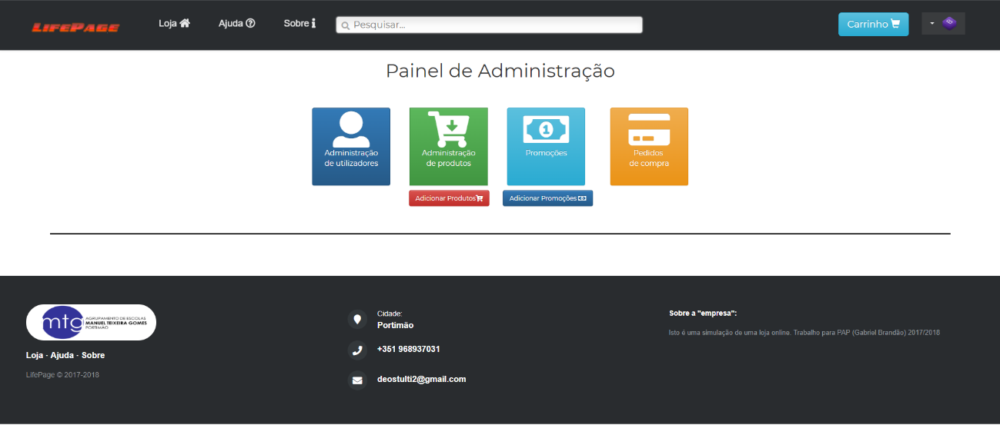 LIFEPAGE
Loja
Ajuda
Sobre
Pesquisar...
Carrinho
Painel de Administração
Administração
de utilizadores
Administração
de produtos
1
Promoções
Pedidos
de compra
Adicionar Produtos
Adicionar Promoções
mtg
AGRUPAMENTO DE ESCOLAS
MANUEL TEIXEIRA GOMES
PORTIMÃO
Loja - Ajuda - Sobre
LifePage © 2017-2018
Cidade:
Portimão
+351 968937031
deostulti2@gmail.com
Sobre a "empresa":
Isto é uma simulação de uma loja online. Trabalho para PAP (Gabriel Brandão) 2017/2018